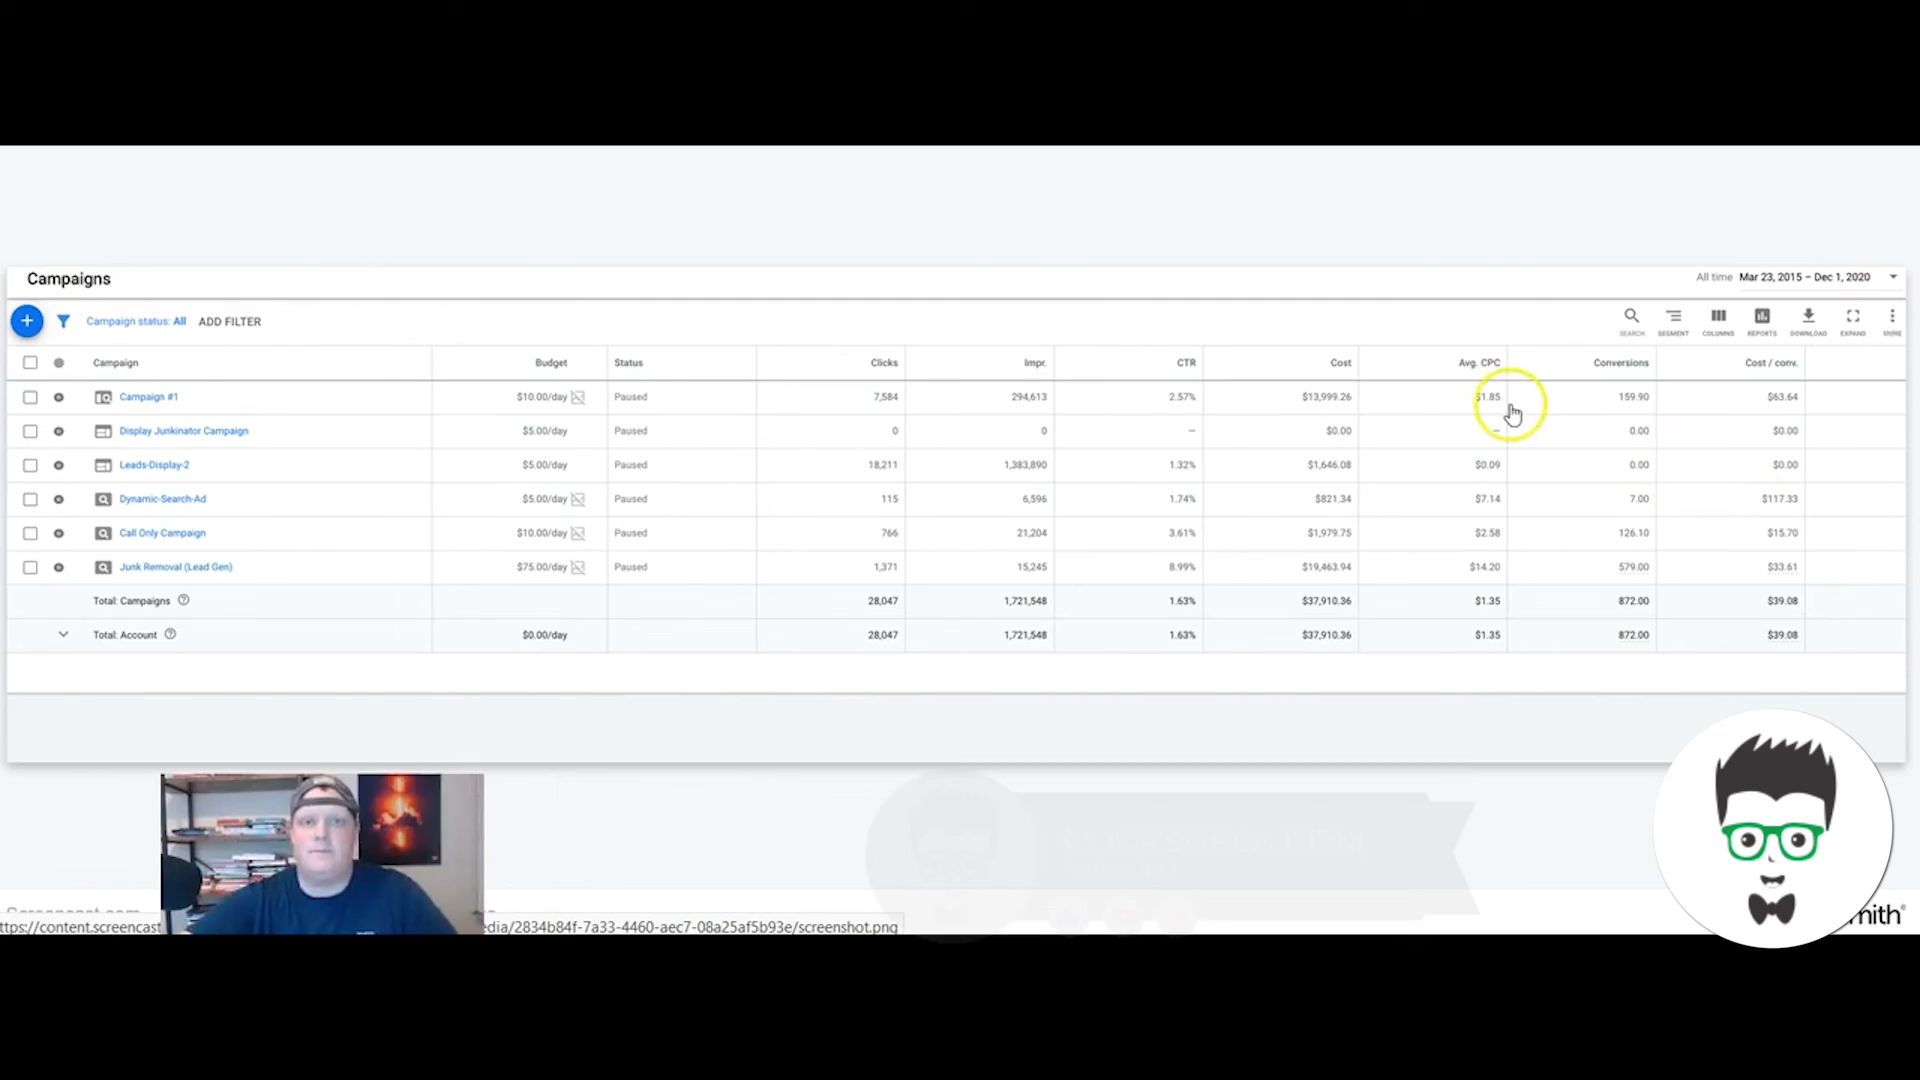 Campaigns
All time Mar 23, 2015 – Dec 1, 2020
+ Campaign status: All ADD FILTER
SEARCH SEGMENT COLUMNS REPORTS DOWNLOAD EXPAND MORE
Campaign Budget Status Clicks Impr. CTR Cost Avg. CPC Conversions Cost / conv.
Campaign #1 $10.00/day Paused 7,584 294,613 2.57% $13,999.26 $1.85 159.90 $63.64
Display Junkinator Campaign $5.00/day Paused 0 0 – $0.00 – 0.00 $0.00
Leads-Display-2 $5.00/day Paused 18,211 1,383,890 1.32% $1,646.08 $0.09 0.00 $0.00
Dynamic-Search-Ad $5.00/day Paused 115 6,596 1.74% $821.34 $7.14 7.00 $117.33
Call Only Campaign $10.00/day Paused 766 21,204 3.61% $1,979.75 $2.58 126.10 $15.70
Junk Removal (Lead Gen) $75.00/day Paused 1,371 15,245 8.99% $19,463.94 $14.20 579.00 $33.61
Total: Campaigns 28,047 1,721,548 1.63% $37,910.36 $1.35 872.00 $39.08
Total: Account $0.00/day 28,047 1,721,548 1.63% $37,910.36 $1.35 872.00 $39.08
ttps://content.screencast edia/2834b84f-7a33-4460-aec7-08a25af5b93e/screenshot.png
mith®